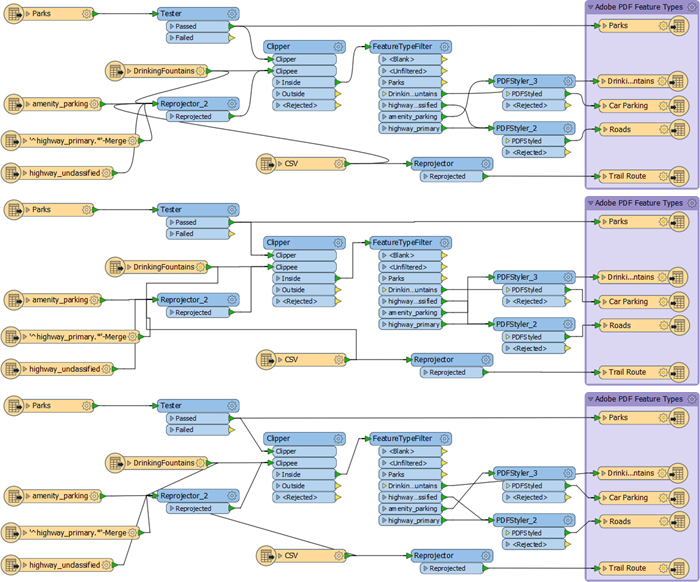 Adobe PDF Feature Types
Parks
Tester
Parks
Passed
Failed
Clipper
FeatureTypeFilter
Clipper
<Blank>
DrinkingFountains
Clippee
<Unfiltered>
Inside
Parks
PDFStyler_3
Drinki...ntains
Outside
Drinkin...untains
PDFStyled
amenity_parking
Reprojector_2
<Rejected>
highway...ssified
<Rejected>
Car Parking
Reprojected
amenity_parking
highway_primary
PDFStyler_2
Roads
'^highway_primary.*"-Merge
PDFStyled
<Rejected>
CSV
Reprojector
highway_undassified
Reprojected
Trail Route
Adobe PDF Feature Types
Parks
Tester
Parks
Passed
Failed
Clipper
FeatureTypeFilter
Clipper
<Blank>
DrinkingFountains
Clippee
<Unfiltered>
Inside
Parks
PDFStyler_3
Drinki...ntains
Outside
Drinkin...untains
PDFStyled
amenity_parking
Reprojector_2
<Rejected>
highway...ssified
<Rejected>
Car Parking
Reprojected
amenity_parking
highway_primary
PDFStyler_2
Roads
'^highway_primary.*"-Merge
PDFStyled
<Rejected>
CSV
Reprojector
highway_undassified
Reprojected
Trail Route
Adobe PDF Feature Types
Parks
Tester
Parks
Passed
Failed
Clipper
FeatureTypeFilter
Clipper
<Blank>
DrinkingFountains
Clippee
<Unfiltered>
Inside
Parks
PDFStyler_3
Drinki...ntains
Outside
Drinkin...untains
PDFStyled
amenity_parking
Reprojector_2
<Rejected>
highway...ssified
<Rejected>
Car Parking
Reprojected
amenity_parking
highway_primary
PDFStyler_2
Roads
'^highway_primary.*"-Merge
PDFStyled
<Rejected>
CSV
Reprojector
highway_undassified
Reprojected
Trail Route